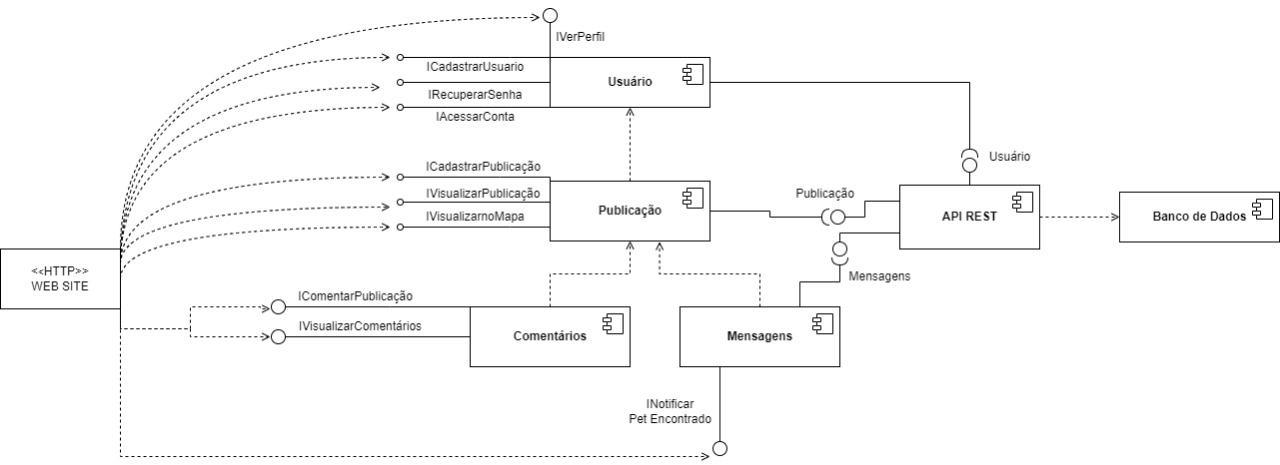 IVerPerfil
ICadastrarUsuario
Usuário
IRecuperarSenha
IAcessarConta
Usuário
ICadastrarPublicação
IVisualizarPublicação
Publicação
Publicação
IVisualizarnoMapa
API REST
Banco de Dados
<<HTTP>>
WEB SITE
Mensagens
IComentarPublicação
IVisualizarComentários
Comentários
Mensagens
INotificar
Pet Encontrado